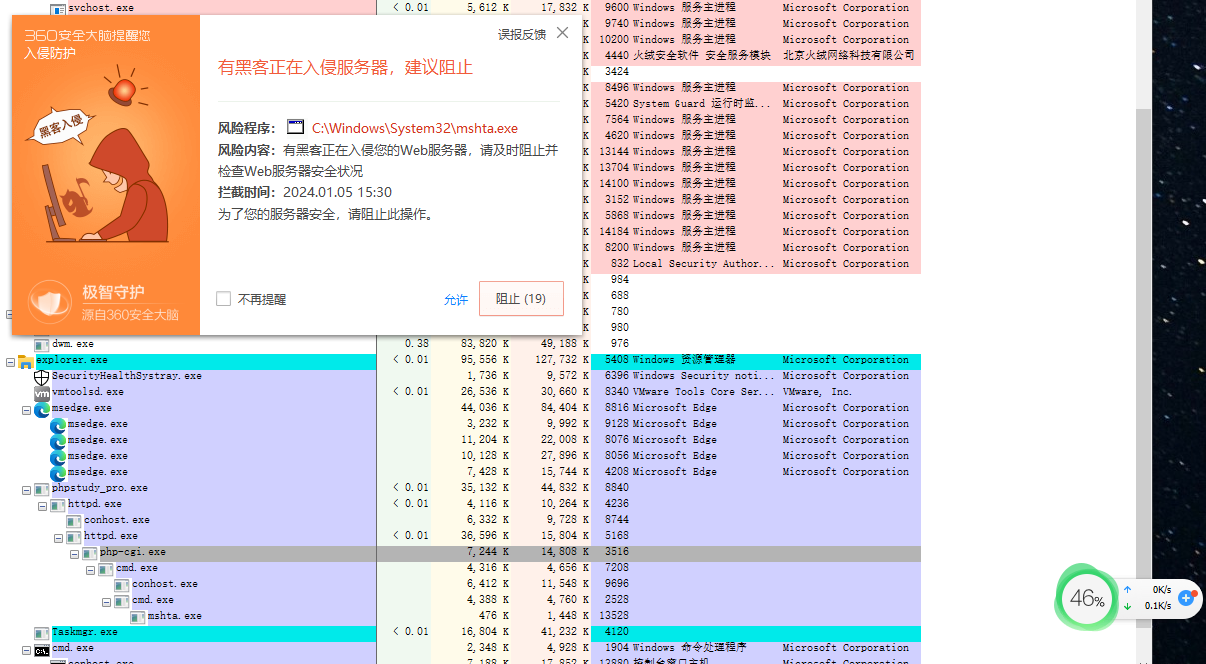 svchost.exe < 0.01 5,612 K 17,832 K 9600 Windows 服务主进程 Microsoft Corporation
360安全大脑提醒您
入侵防护
黑客入侵
极智守护
源自360安全大脑
误报反馈
有黑客正在入侵服务器，建议阻止
风险程序： C:\Windows\System32\mshta.exe
风险内容：有黑客正在入侵您的Web服务器，请及时阻止并
检查Web服务器安全状况
拦截时间：2024.01.05 15:30
为了您的服务器安全，请阻止此操作。
不再提醒
允许
阻止 (19)
K 9740 Windows 服务主进程 Microsoft Corporation
K 10200 Windows 服务主进程 Microsoft Corporation
K 4440 火绒安全软件 安全服务模块 北京火绒网络科技有限公司
K 3424
K 8496 Windows 服务主进程 Microsoft Corporation
K 5420 System Guard 运行时监... Microsoft Corporation
K 7564 Windows 服务主进程 Microsoft Corporation
K 4620 Windows 服务主进程 Microsoft Corporation
K 13144 Windows 服务主进程 Microsoft Corporation
K 13704 Windows 服务主进程 Microsoft Corporation
K 14100 Windows 服务主进程 Microsoft Corporation
K 3152 Windows 服务主进程 Microsoft Corporation
K 5868 Windows 服务主进程 Microsoft Corporation
K 14184 Windows 服务主进程 Microsoft Corporation
K 8200 Windows 服务主进程 Microsoft Corporation
K 832 Local Security Author... Microsoft Corporation
K 984
K 688
K 780
K 980
dwm.exe 0.38 83,820 K 49,188 K 976
explorer.exe < 0.01 95,556 K 127,732 K 5408 Windows 资源管理器 Microsoft Corporation
SecurityHealthSystray.exe 1,736 K 9,572 K 6396 Windows Security noti... Microsoft Corporation
vm vmtoolsd.exe < 0.01 26,536 K 30,660 K 8340 VMware Tools Core Ser... VMware, Inc.
msedge.exe 44,036 K 84,404 K 8816 Microsoft Edge Microsoft Corporation
msedge.exe 3,232 K 9,992 K 9128 Microsoft Edge Microsoft Corporation
msedge.exe 11,204 K 22,008 K 8076 Microsoft Edge Microsoft Corporation
msedge.exe 10,128 K 27,896 K 8056 Microsoft Edge Microsoft Corporation
msedge.exe 7,428 K 15,744 K 4208 Microsoft Edge Microsoft Corporation
phpstudy_pro.exe < 0.01 35,132 K 44,832 K 8840
httpd.exe < 0.01 4,116 K 10,264 K 4236
conhost.exe 6,332 K 9,728 K 8744
httpd.exe < 0.01 36,596 K 15,804 K 5168
php-cgi.exe 7,244 K 14,808 K 3516
cmd.exe 4,316 K 4,656 K 7208
conhost.exe 6,412 K 11,548 K 9696
cmd.exe 4,388 K 4,760 K 2528
mshta.exe 476 K 1,448 K 13528
Taskmgr.exe < 0.01 16,804 K 41,232 K 4120
cmd.exe 2,348 K 4,928 K 1904 Windows 命令处理程序 Microsoft Corporation
conhost.exe 7,188 K 17,852 K 13880 控制台窗口主机 Microsoft Corporation
46%
0K/s
0.1K/s